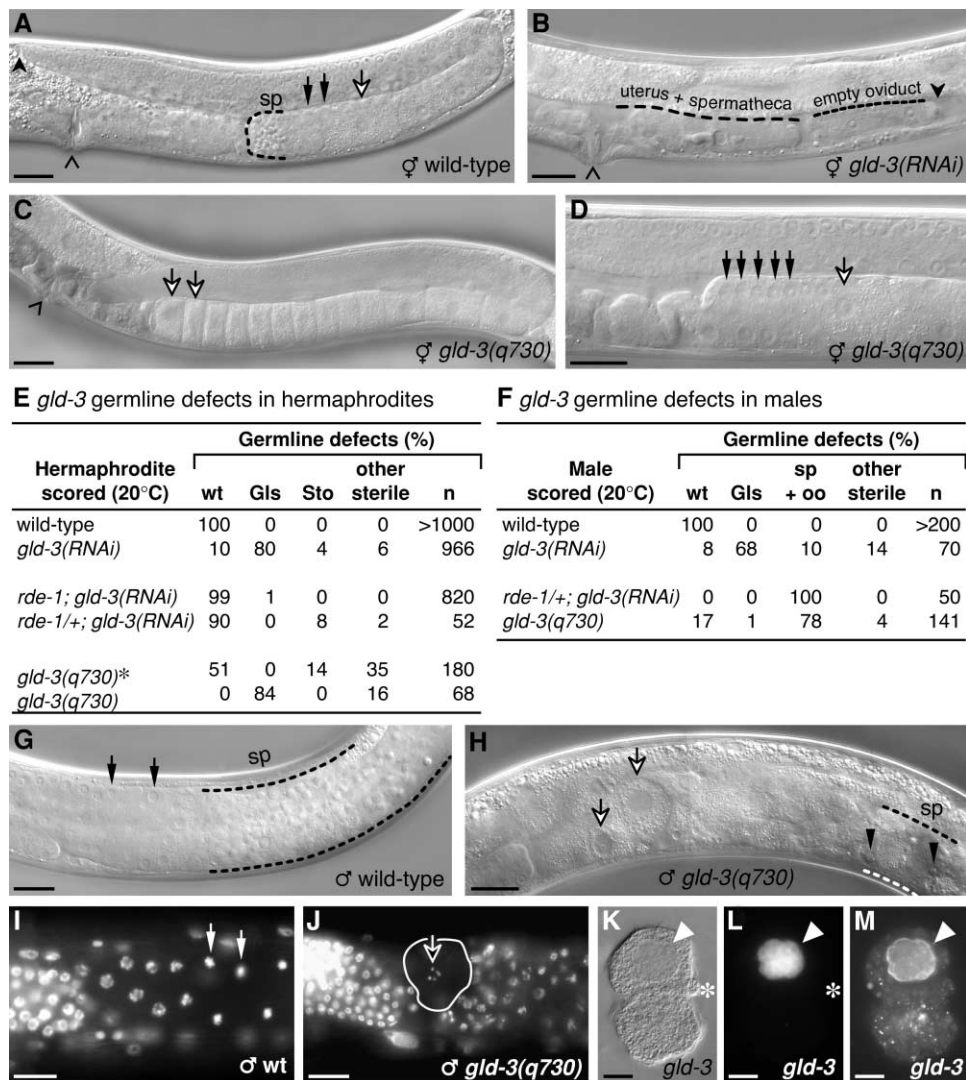 A
sp
⚥ wild-type
B
uterus + spermatheca
empty oviduct
⚥ gld-3(RNAi)
C
⚥ gld-3(q730)
D
⚥ gld-3(q730)
E gld-3 germline defects in hermaphrodites
Germline defects (%)
Hermaphrodite scored (20°C) wt Gls Sto other sterile n
wild-type 100 0 0 0 >1000
gld-3(RNAi) 10 80 4 6 966
rde-1; gld-3(RNAi) 99 1 0 0 820
rde-1/+; gld-3(RNAi) 90 0 8 2 52
gld-3(q730)* 51 0 14 35 180
gld-3(q730) 0 84 0 16 68
F gld-3 germline defects in males
Germline defects (%)
Male scored (20°C) wt Gls sp + oo other sterile n
wild-type 100 0 0 0 >200
gld-3(RNAi) 8 68 10 14 70
rde-1/+; gld-3(RNAi) 0 0 100 0 50
gld-3(q730) 17 1 78 4 141
G
sp
♂ wild-type
H
sp
♂ gld-3(q730)
I
♂ wt
J
♂ gld-3(q730)
K
*
gld-3
L
*
gld-3
M
gld-3